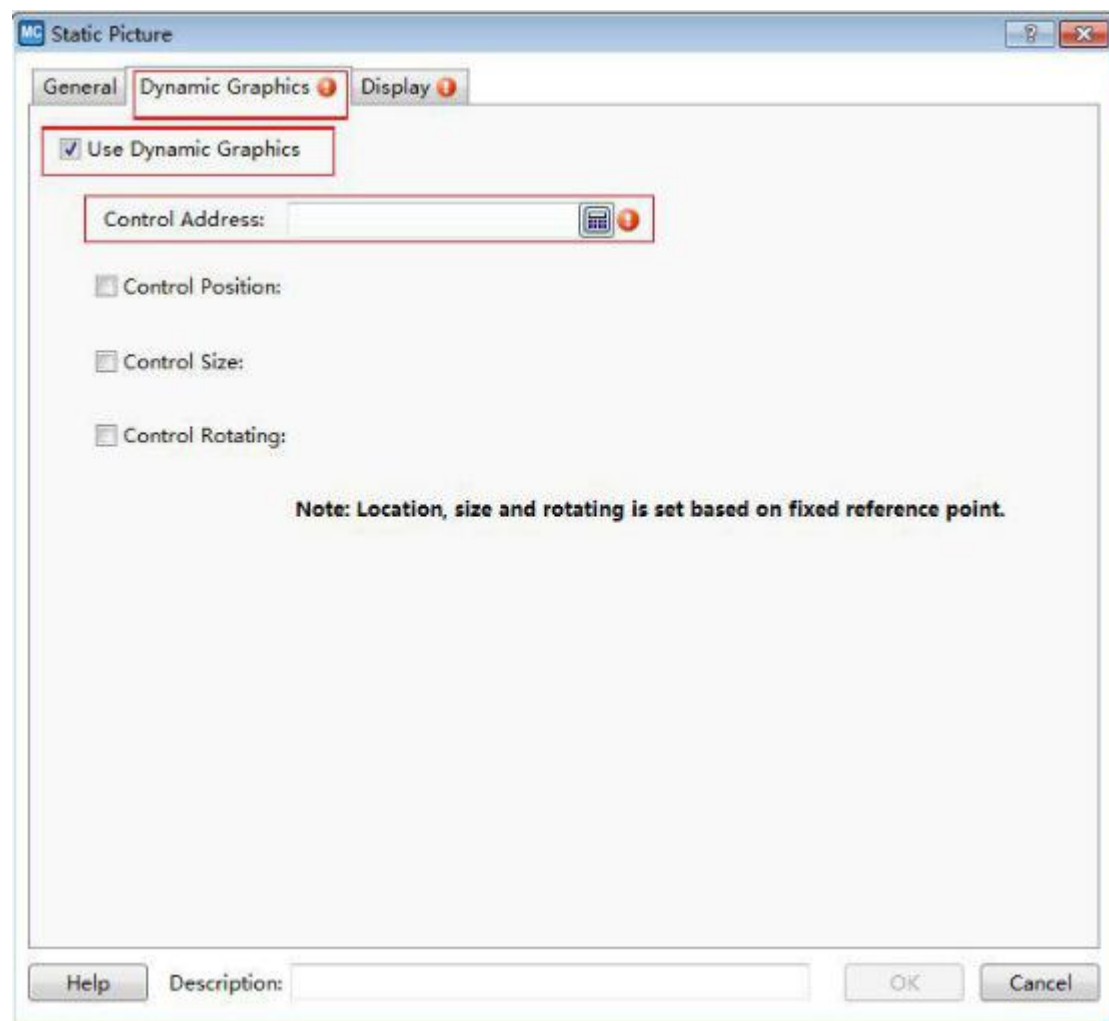 MC Static Picture
General Dynamic Graphics Display
Use Dynamic Graphics
Control Address:
Control Position:
Control Size:
Control Rotating:
Note: Location, size and rotating is set based on fixed reference point.
Help Description: OK Cancel